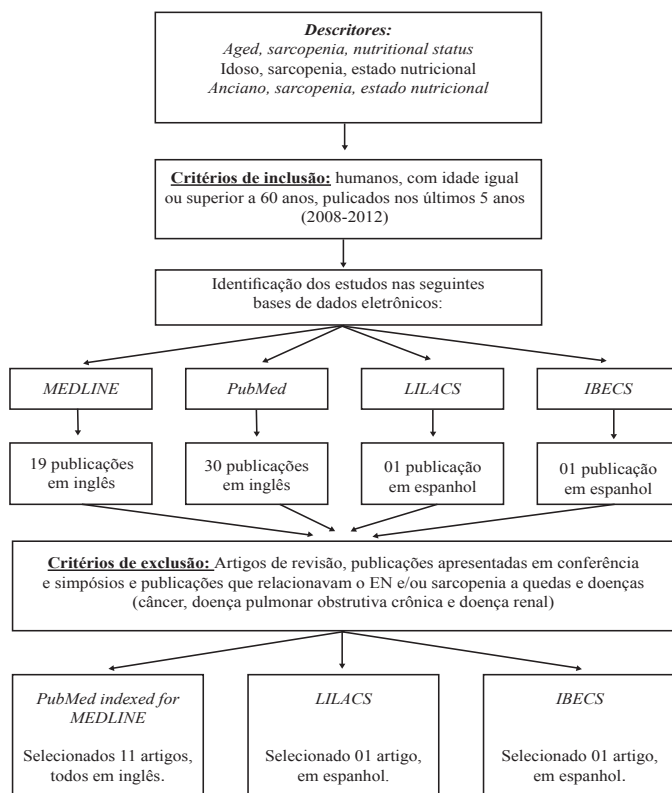 Descritores:
Aged, sarcopenia, nutritional status
Idoso, sarcopenia, estado nutricional
Anciano, sarcopenia, estado nutricional
Critérios de inclusão: humanos, com idade igual
ou superior a 60 anos, pulicados nos últimos 5 anos
(2008-2012)
Identificação dos estudos nas seguintes
bases de dados eletrônicos:
MEDLINE
PubMed
LILACS
IBECS
19 publicações
em inglês
30 publicações
em inglês
01 publicação
em espanhol
01 publicação
em espanhol
Critérios de exclusão: Artigos de revisão, publicações apresentadas em conferência
e simpósios e publicações que relacionavam o EN e/ou sarcopenia a quedas e doenças
(câncer, doença pulmonar obstrutiva crônica e doença renal)
PubMed indexed for
MEDLINE
Selecionados 11 artigos,
todos em inglês.
LILACS
Selecionado 01 artigo,
em espanhol.
IBECS
Selecionado 01 artigo,
em espanhol.